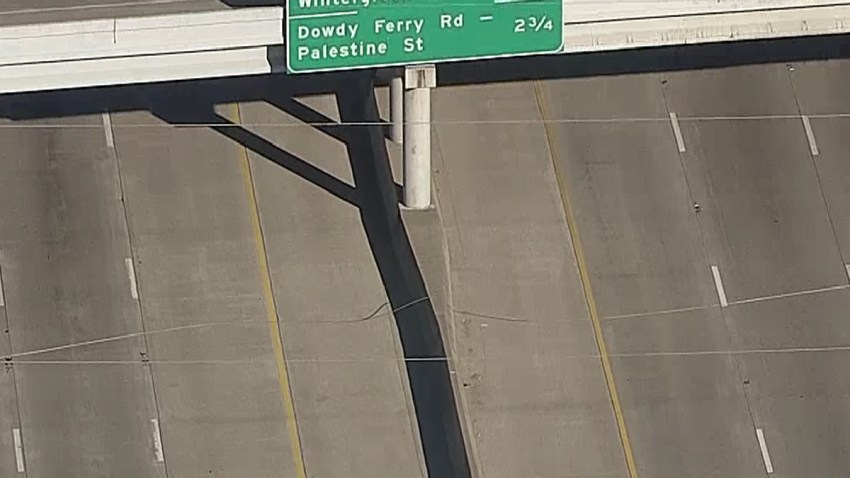 Dowdy Ferry Rd – 2 3/4
Palestine St